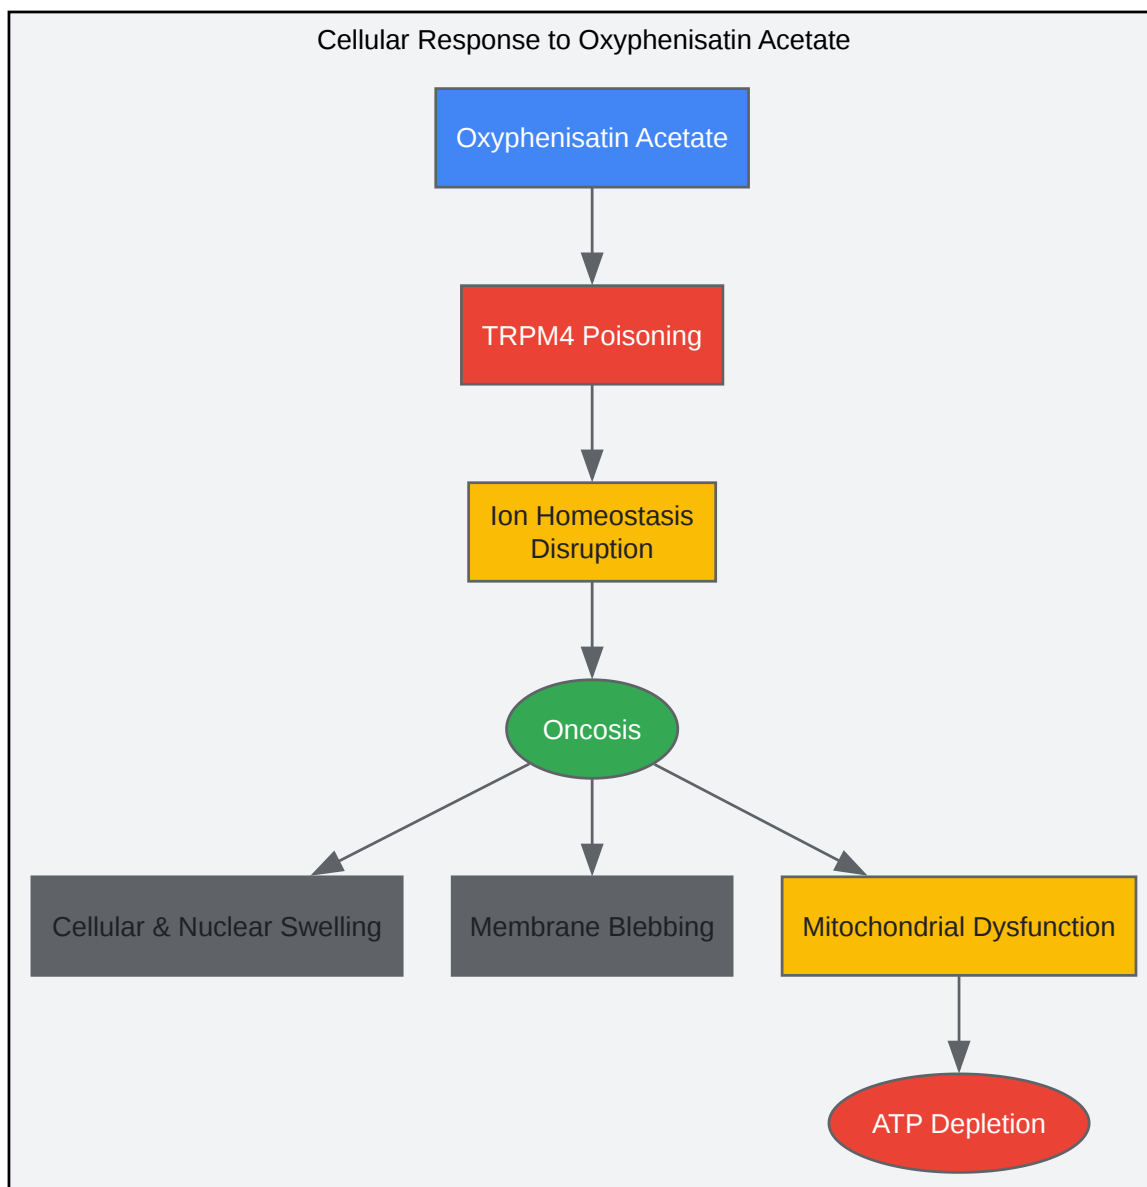 Cellular Response to Oxyphenisatin Acetate
Oxyphenisatin Acetate
TRPM4 Poisoning
Ion Homeostasis
Disruption
Oncosis
Cellular & Nuclear Swelling
Membrane Blebbing
Mitochondrial Dysfunction
ATP Depletion